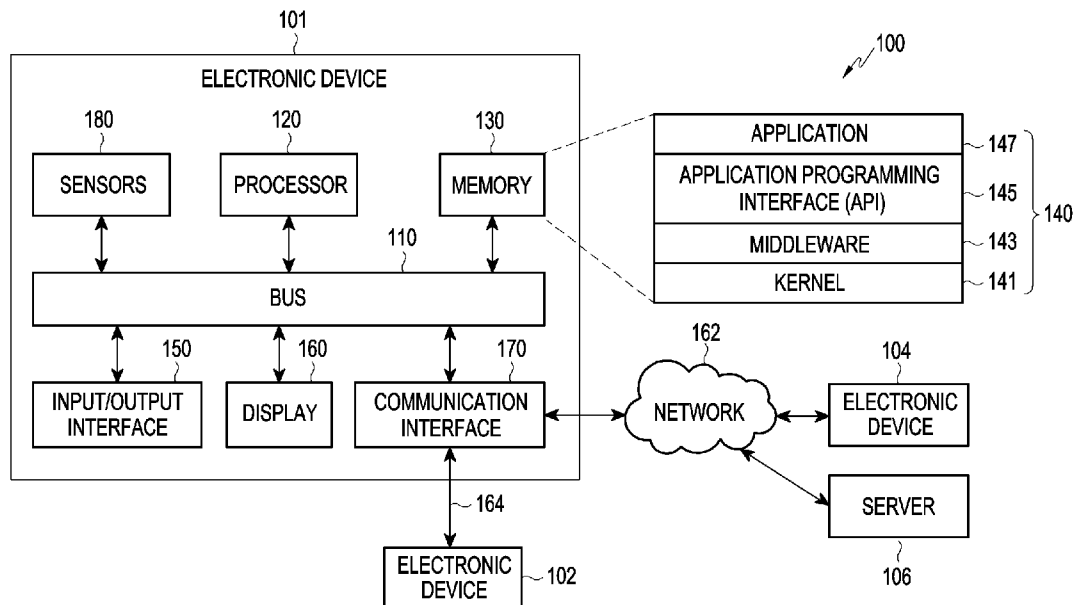 101
ELECTRONIC DEVICE
100
180
120
130
SENSORS
PROCESSOR
MEMORY
APPLICATION
147
APPLICATION PROGRAMMING
INTERFACE (API)
145
140
MIDDLEWARE
143
KERNEL
141
110
BUS
150
160
170
INPUT/OUTPUT
INTERFACE
DISPLAY
COMMUNICATION
INTERFACE
162
NETWORK
104
ELECTRONIC
DEVICE
SERVER
106
164
ELECTRONIC
DEVICE
102